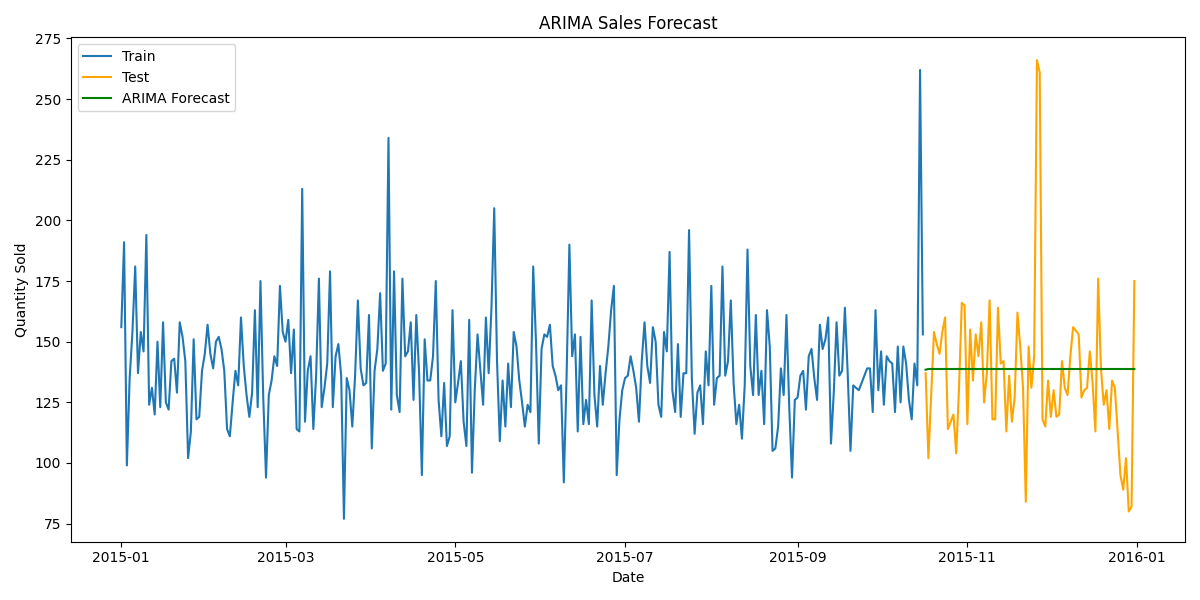 ARIMA Sales Forecast
Train
Test
ARIMA Forecast
275
250
225
200
175
150
125
100
75
Quantity Sold
2015-01
2015-03
2015-05
2015-07
2015-09
2015-11
2016-01
Date